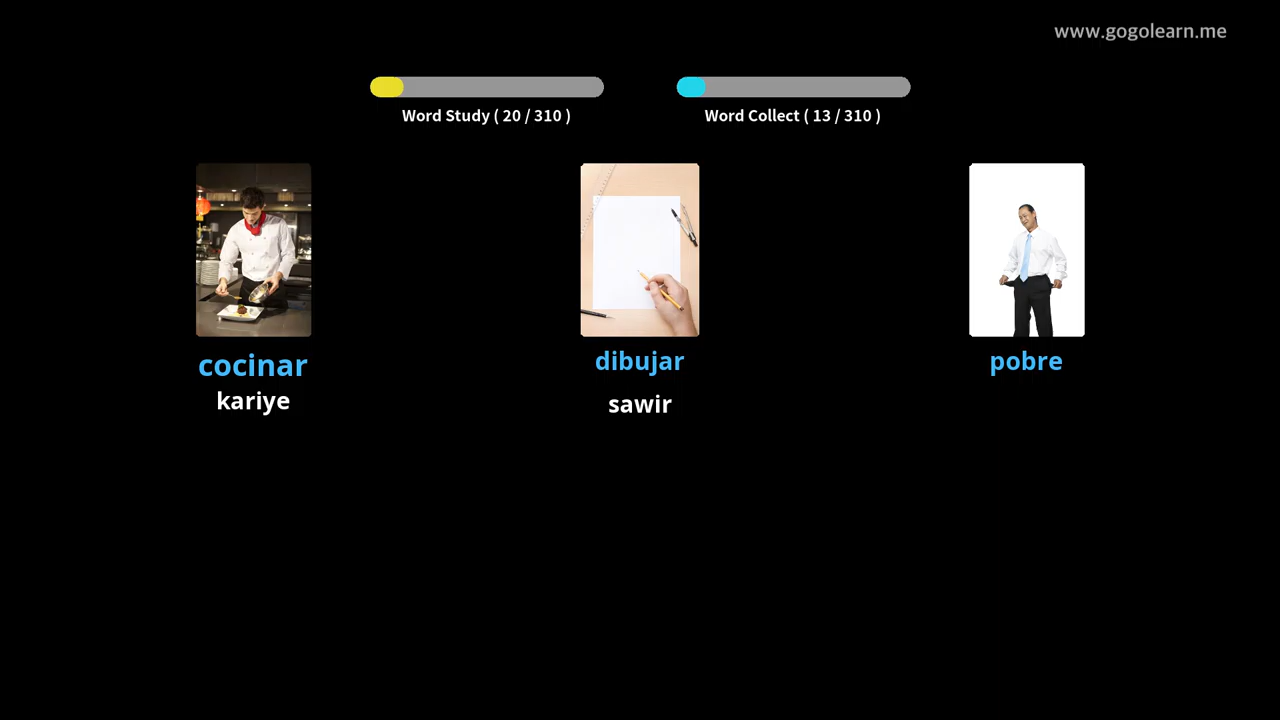 www.gogolearn.me
Word Study ( 20 / 310 )
Word Collect ( 13 / 310 )
cocinar
kariye
dibujar
sawir
pobre